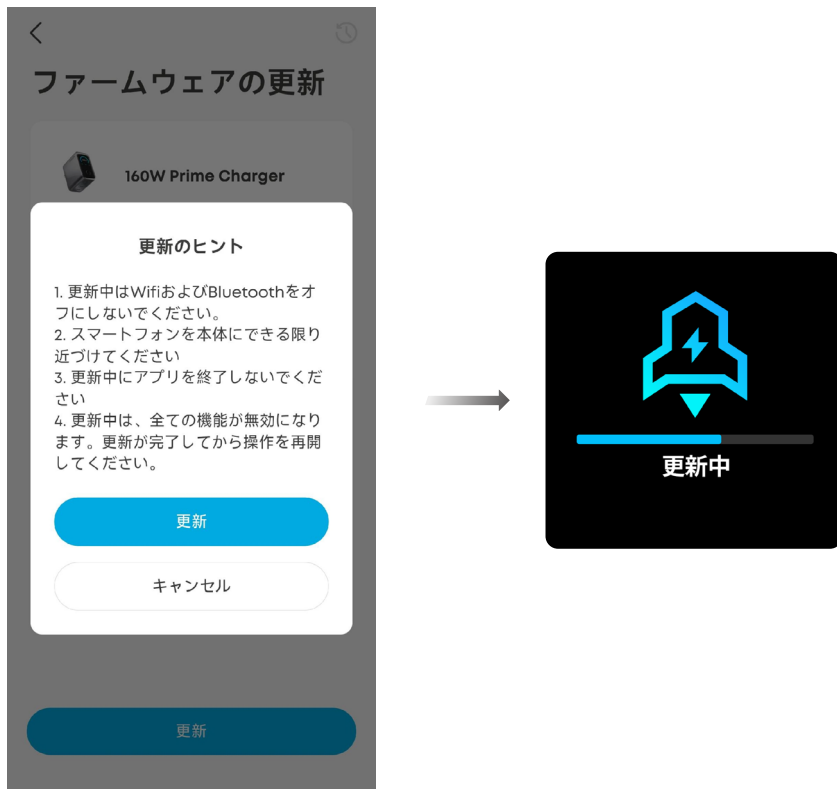 ファームウェアの更新
160W Prime Charger
更新のヒント
1. 更新中はWifiおよびBluetoothをオ
フにしないでください。
2. スマートフォンを本体にできる限り
近づけてください
3. 更新中にアプリを終了しないでくだ
さい
4. 更新中は、全ての機能が無効になり
ます。更新が完了してから操作を再開
してください。
更新
キャンセル
更新
更新中